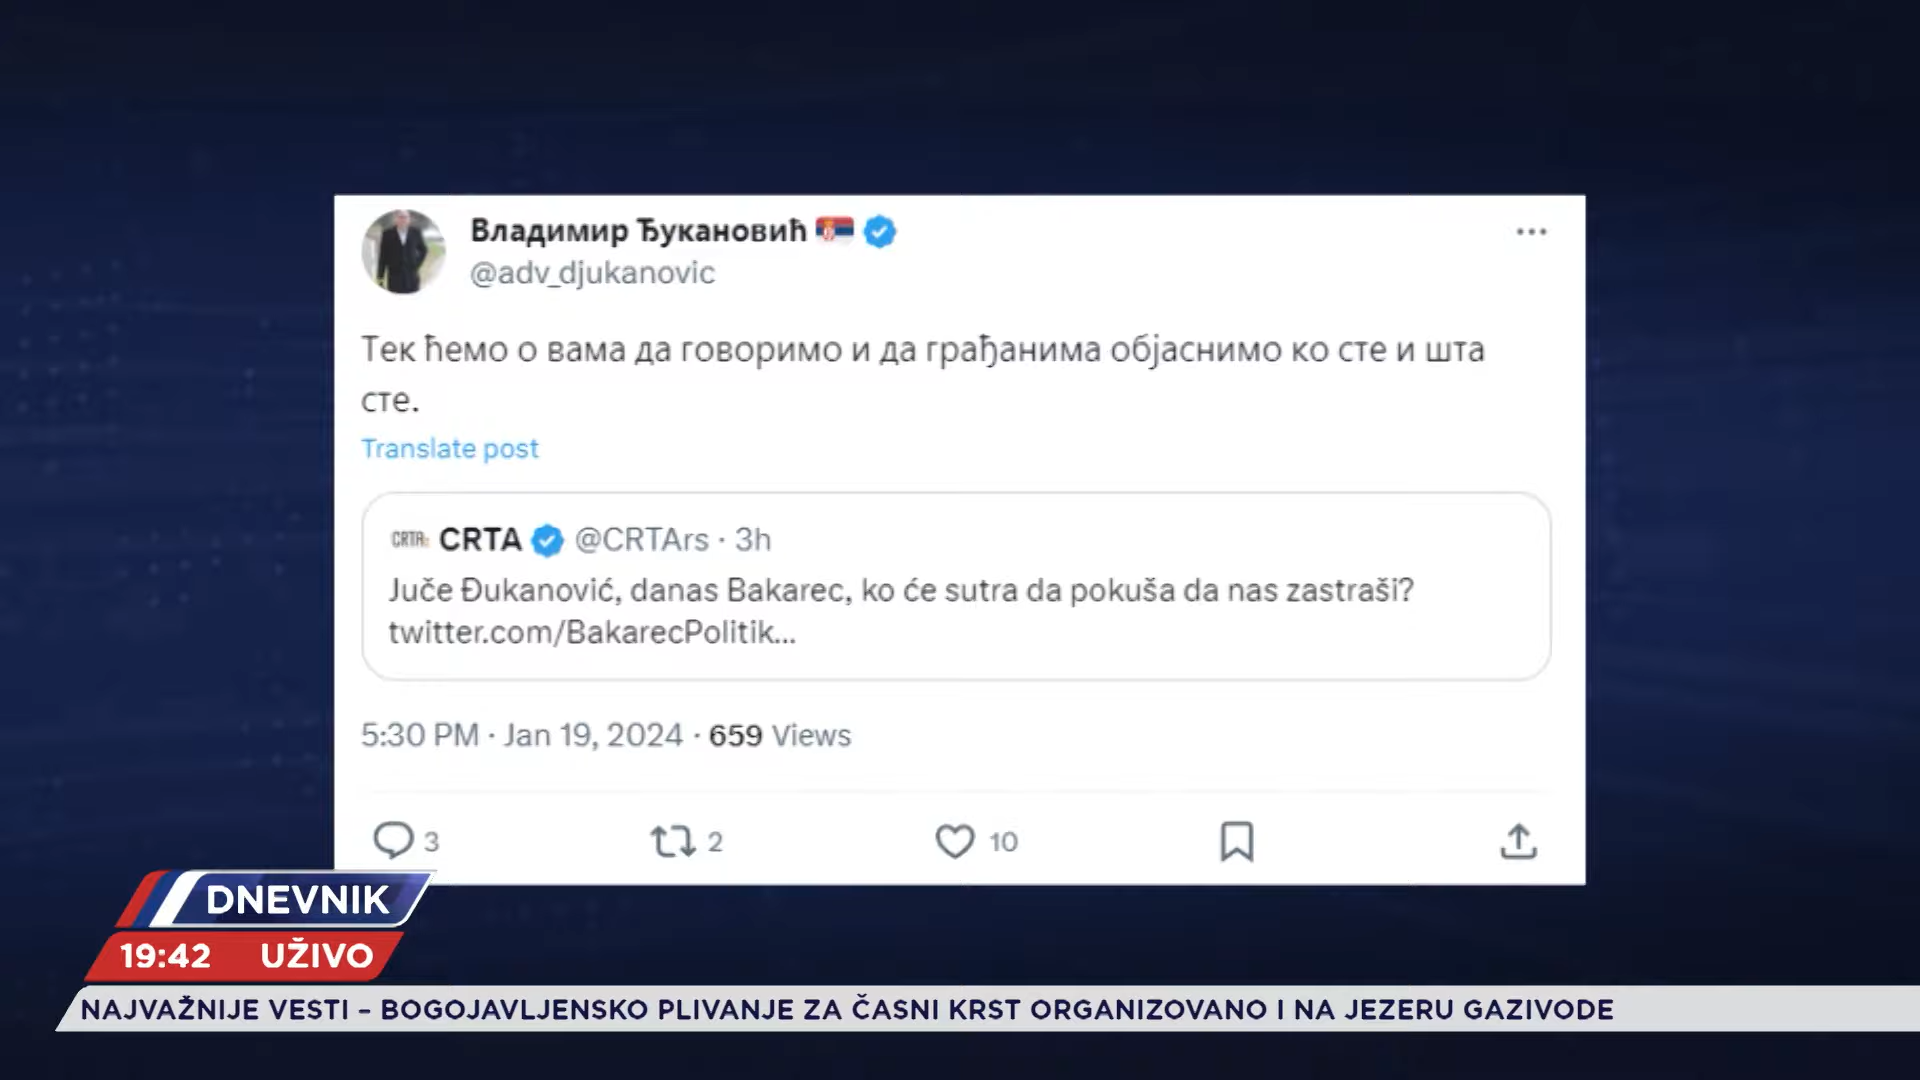 Владимир Ђукановић
@adv_djukanovic
Тек ћемо о вама да говоримо и да грађанима објаснимо ко сте и шта
сте.
Translate post
CRTA CRTA @CRTArs · 3h
Juče Đukanović, danas Bakarec, ko će sutra da pokuša da nas zastraši?
twitter.com/BakarecPolitik...
5:30 PM · Jan 19, 2024 · 659 Views
3 2 10
DNEVNIK
19:42 UŽIVO
NAJVAŽNIJE VESTI – BOGOJAVLJENSKO PLIVANJE ZA ČASNI KRST ORGANIZOVANO I NA JEZERU GAZIVODE